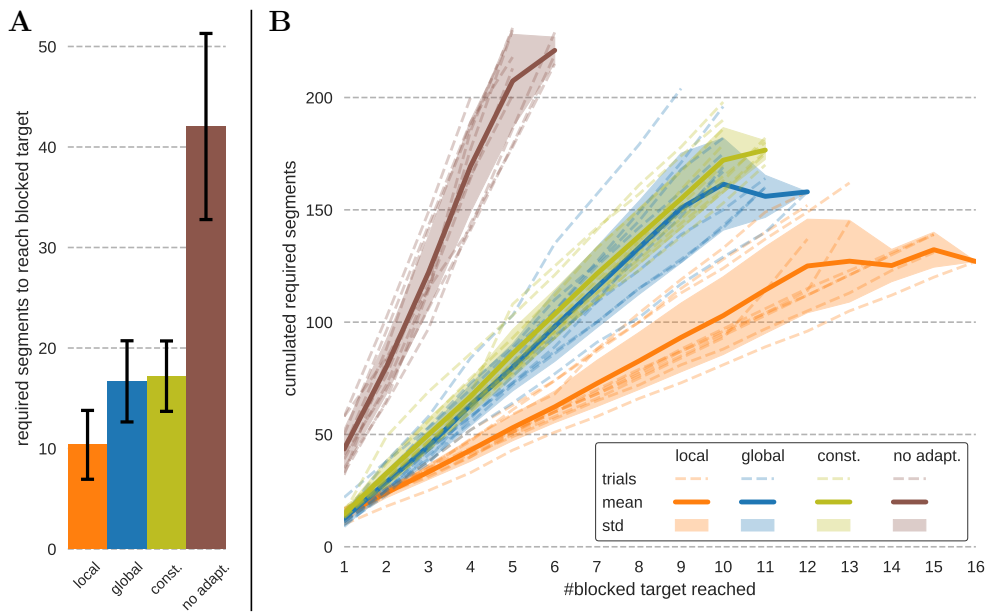 A
B
required segments to reach blocked target
50
40
30
20
10
0
local
global
const.
no adapt.
cumulated required segments
200
150
100
50
0
local global const. no adapt.
trials
mean
std
1 2 3 4 5 6 7 8 9 10 11 12 13 14 15 16
#blocked target reached